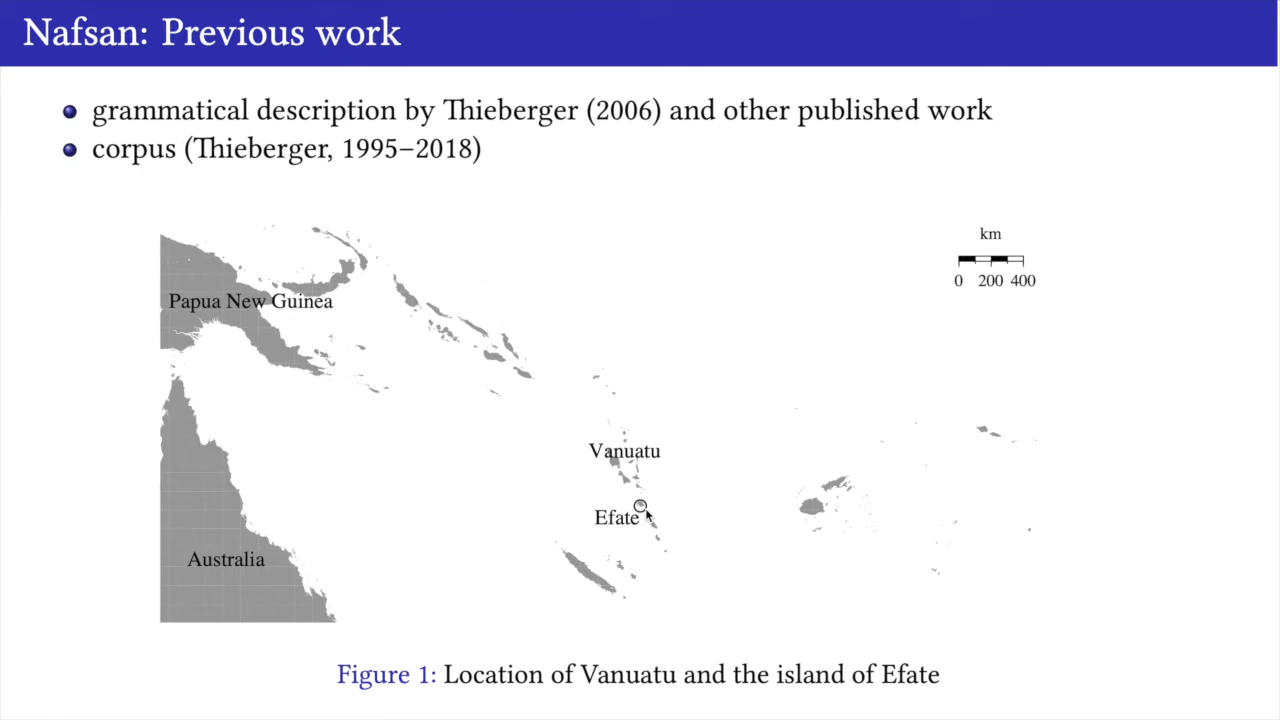 Nafsan: Previous work
grammatical description by Thieberger (2006) and other published work
corpus (Thieberger, 1995–2018)
km
0 200 400
Papua New Guinea
Vanuatu
Efate
Australia
Figure 1: Location of Vanuatu and the island of Efate